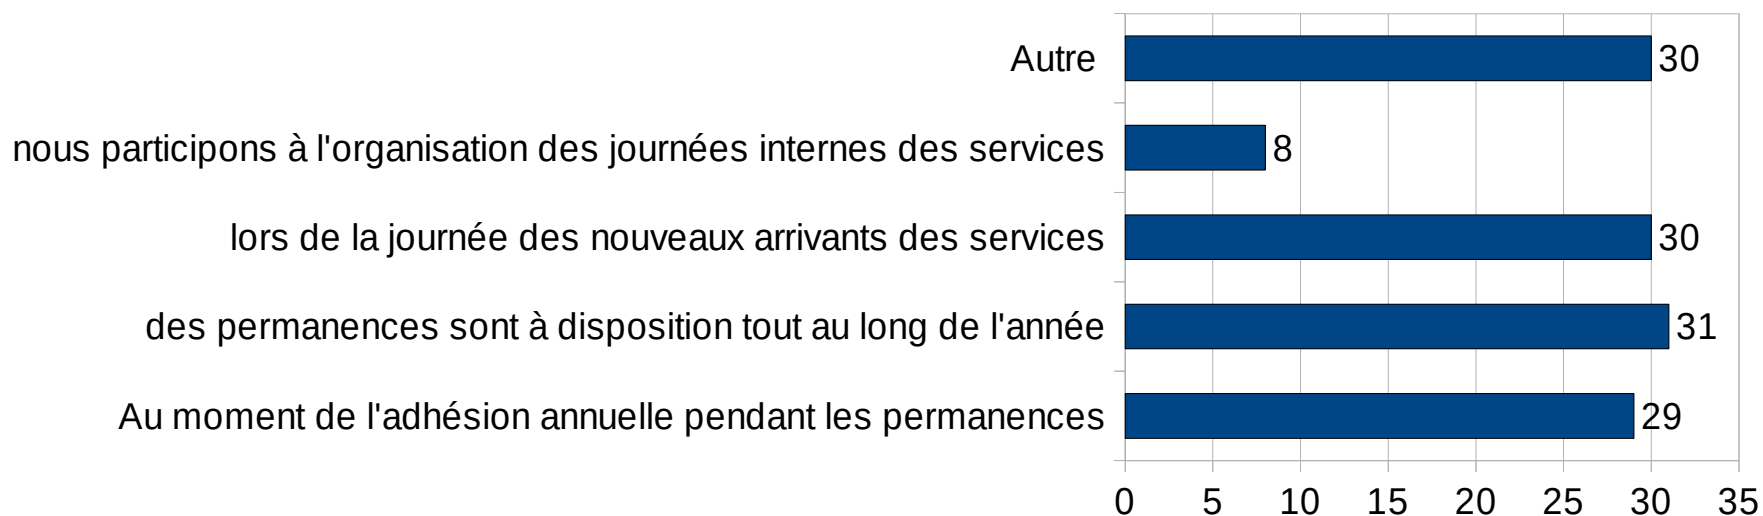 Autre 30
nous participons à l'organisation des journées internes des services 8
lors de la journée des nouveaux arrivants des services 30
des permanences sont à disposition tout au long de l'année 31
Au moment de l'adhésion annuelle pendant les permanences 29
0 5 10 15 20 25 30 35